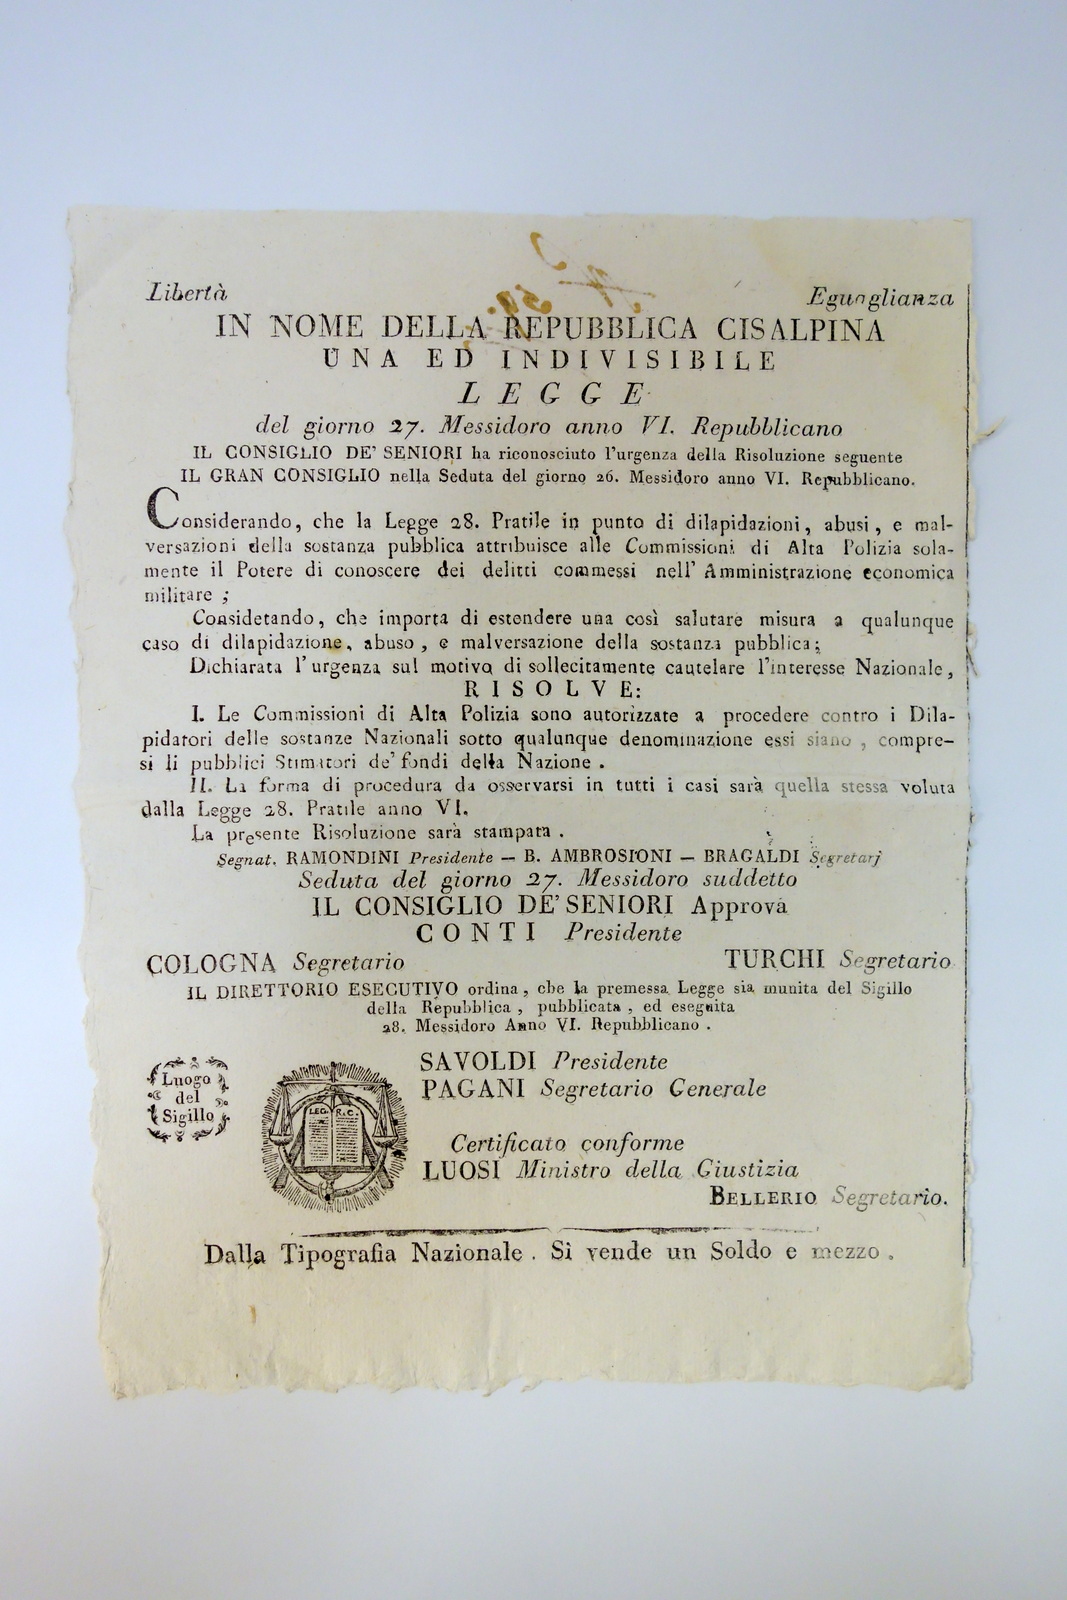 Libertà Eguaglianza
IN NOME DELLA REPUBBLICA CISALPINA
UNA ED INDIVISIBILE
LEGGE
del giorno 27. Messidoro anno VI. Repubblicano
IL CONSIGLIO DE' SENIORI ha riconosciuto l'urgenza della Risoluzione seguente
IL GRAN CONSIGLIO nella Seduta del giorno 26. Messidoro anno VI. Repubblicano.
Considerando, che la Legge 28. Pratile in punto di dilapidazioni, abusi, e mal-
versazioni della sostanza pubblica attribuisce alle Commissioni di Alta Polizia sola-
mente il Potere di conoscere dei delitti commessi nell' Amministrazione economica
militare ;
Considetando, che importa di estendere una così salutare misura a qualunque
caso di dilapidazione, abuso, e malversazione della sostanza pubblica;
Dichiarata l'urgenza sul motivo di sollecitamente cautelare l'interesse Nazionale,
RISOLVE:
I. Le Commissioni di Alta Polizia sono autorizzate a procedere contro i Dila-
pidatori delle sostanze Nazionali sotto qualunque denominazione essi siano, compre-
si li pubblici Stimatori de' fondi della Nazione.
II. La forma di procedura da osservarsi in tutti i casi sarà quella stessa voluta
dalla Legge 28. Pratile anno VI.
La presente Risoluzione sarà stampata.
Segnat. RAMONDINI Presidente — B. AMBROSIONI — BRAGALDI Segretarj
Seduta del giorno 27. Messidoro suddetto
IL CONSIGLIO DE' SENIORI Approva
CONTI Presidente
COLOGNA Segretario TURCHI Segretario
IL DIRETTORIO ESECUTIVO ordina, che la premessa Legge sia munita del Sigillo
della Repubblica, pubblicata, ed eseguita
28. Messidoro Anno VI. Repubblicano.
SAVOLDI Presidente
PAGANI Segretario Generale
Luogo
del
Sigillo
LEG. R.C.
Certificato conforme
LUOSI Ministro della Giustizia
BELLERIO Segretario.
Dalla Tipografia Nazionale. Si vende un Soldo e mezzo.